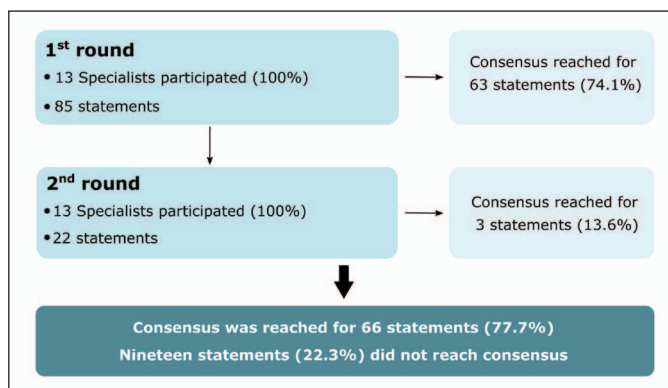 1st round
• 13 Specialists participated (100%)
• 85 statements
Consensus reached for
63 statements (74.1%)
2nd round
•13 Specialists participated (100%)
•22 statements
Consensus reached for
3 statements (13.6%)
Consensus was reached for 66 statements (77.7%)
Nineteen statements (22.3%) did not reach consensus